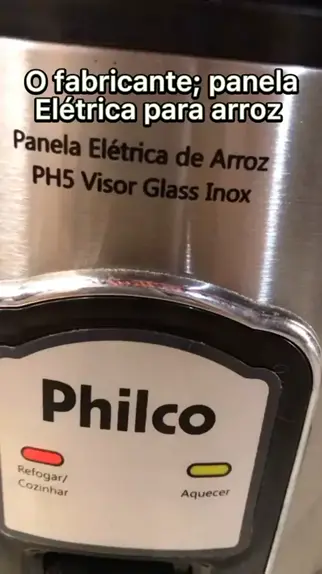 O fabricante; panela
Elétrica para arroz
Panela Elétrica de Arroz
PH5 Visor Glass Inox
Philco
Refogar/
Cozinhar
Aquecer